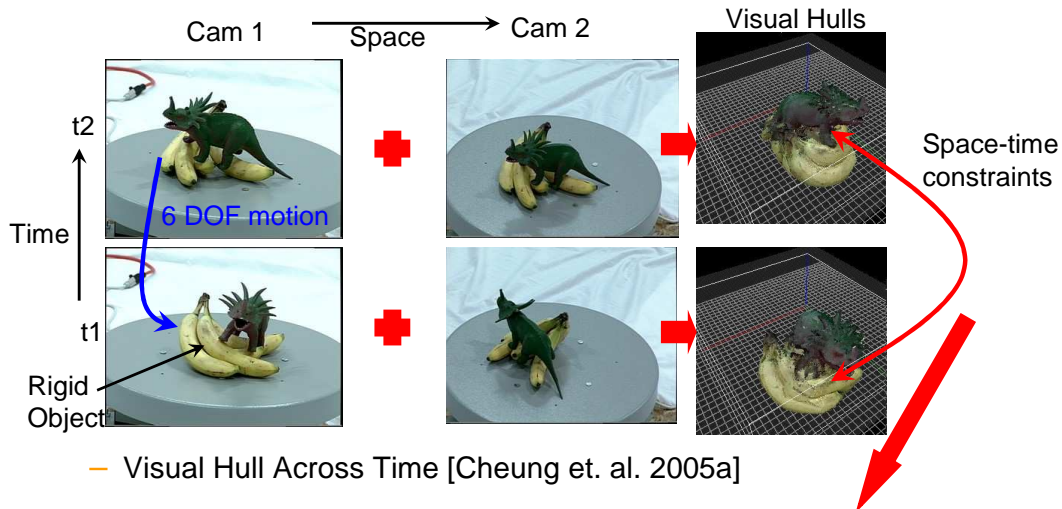 Cam 1
Space
Cam 2
Visual Hulls
t2
Space-time
constraints
6 DOF motion
Time
t1
Rigid
Object
– Visual Hull Across Time [Cheung et. al. 2005a]